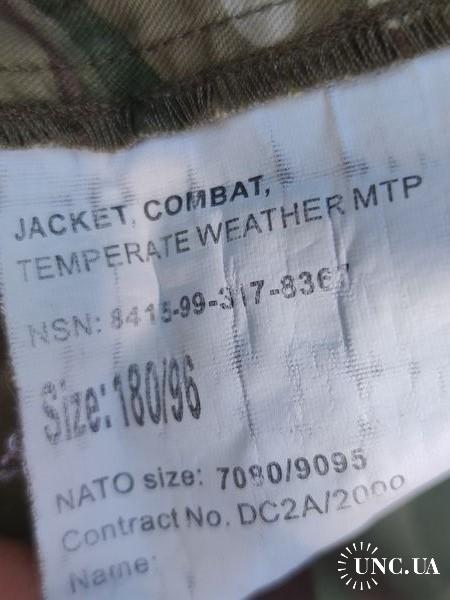 JACKET, COMBAT,
TEMPERATE WEATHER MTP
NSN: 8415-99-317-8367
Size: 180/96
NATO size: 7080/9095
Contract No. DC2A/2009
Name:
UNC.UA